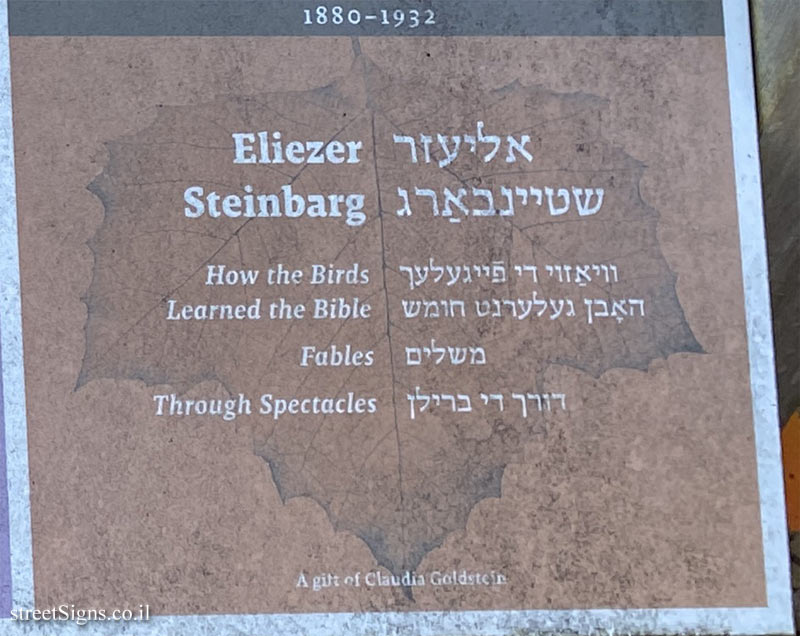 1880–1932
Eliezer אליעזר
Steinbarg שטיינבאַרג
How the Birds וויאַזוי די פֿייגעלעך
Learned the Bible האָבן געלערנט חומש
Fables משלים
Through Spectacles דורך די ברילן
A gift of Claudia Goldstein
streetSigns.co.il